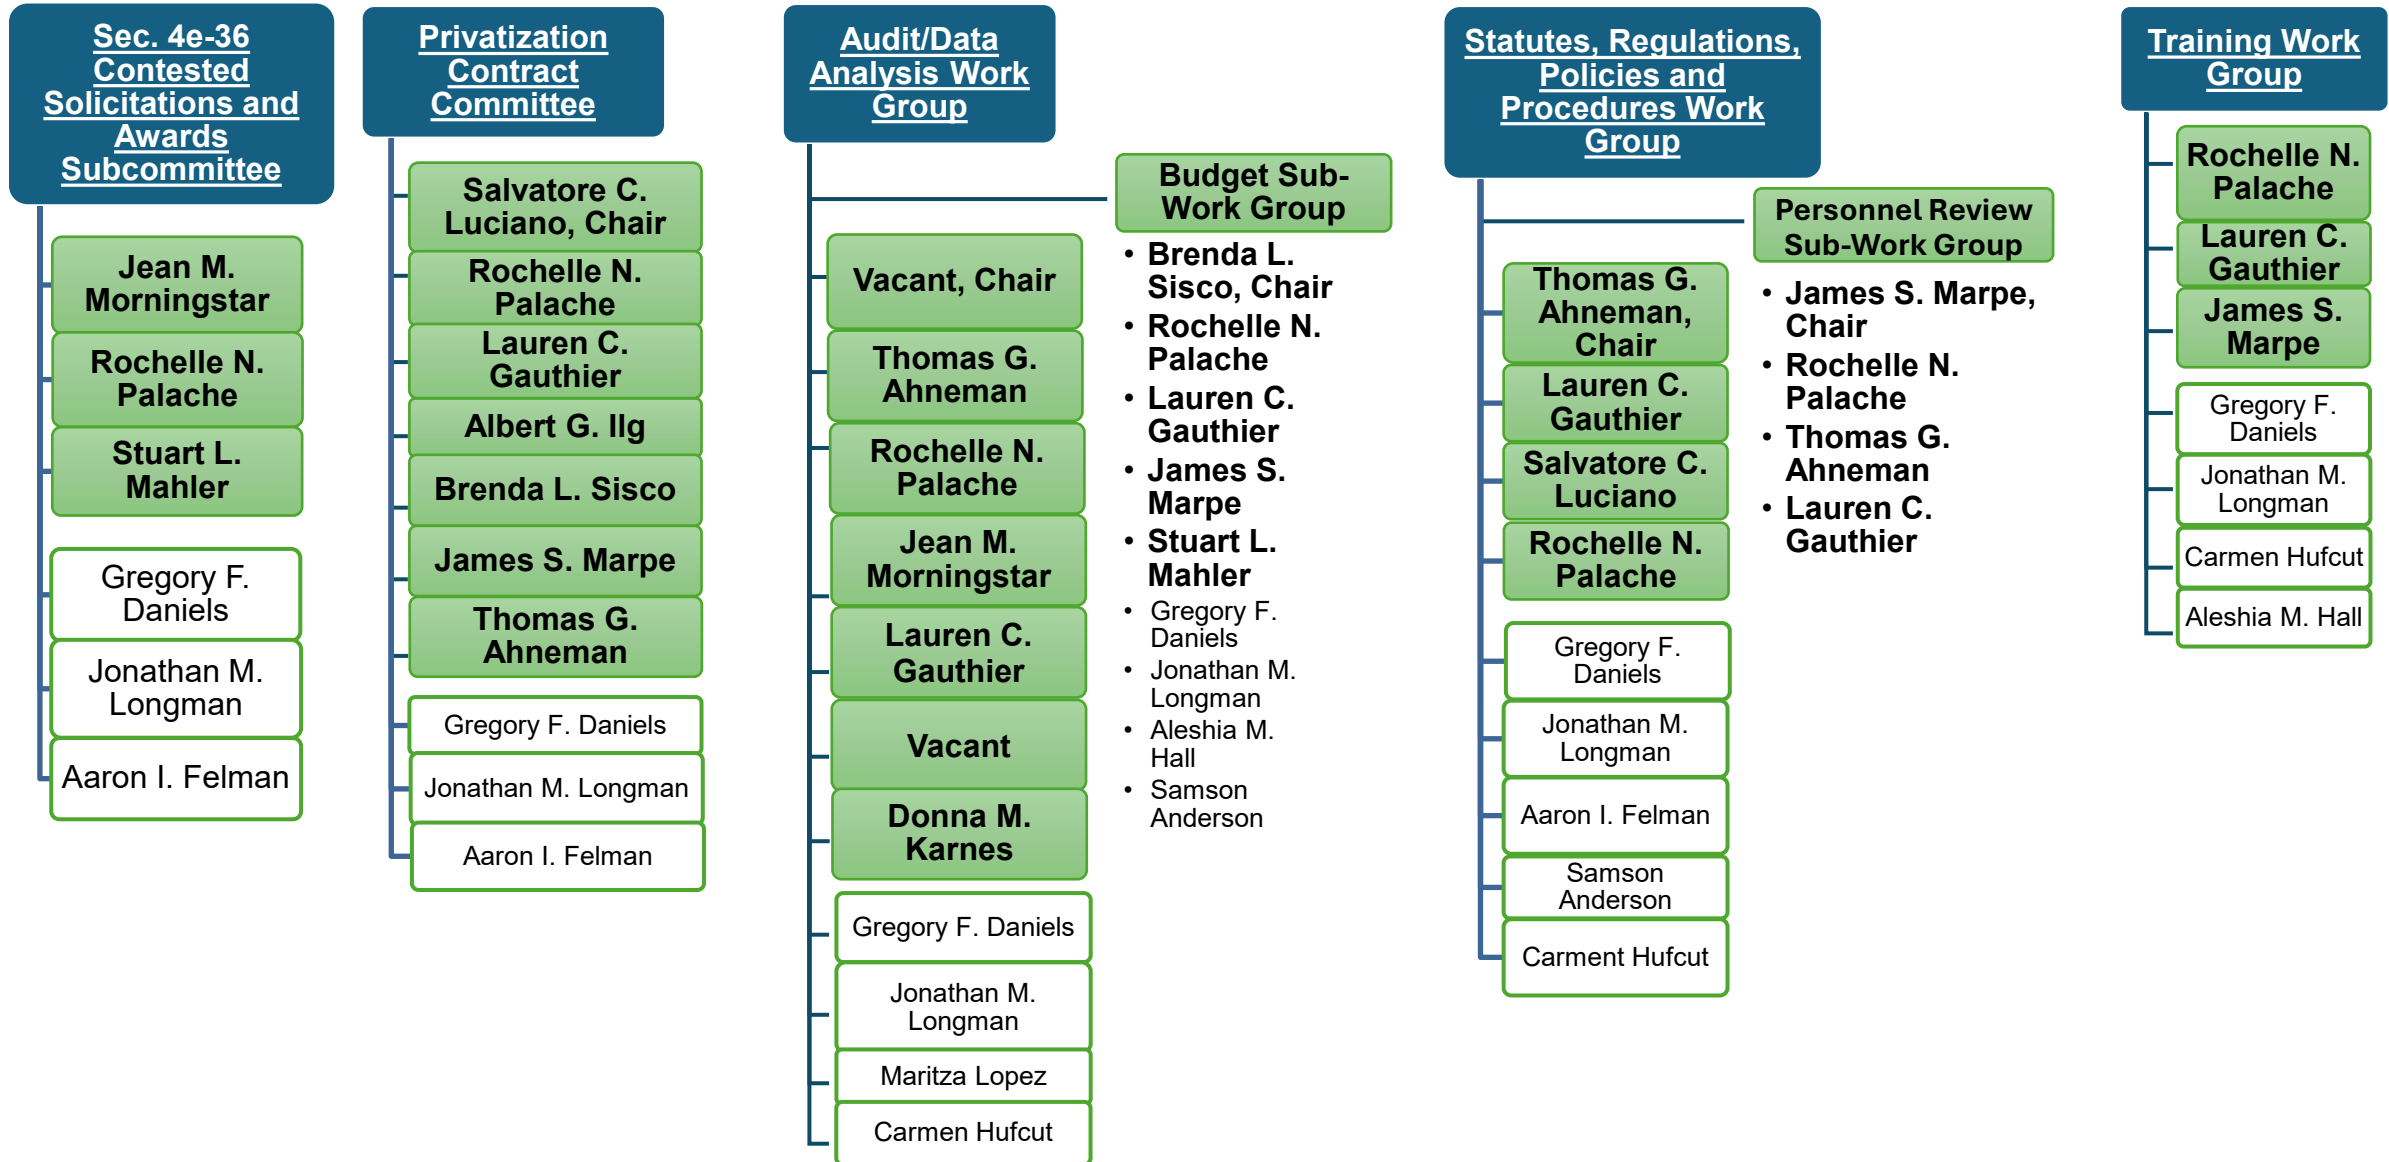 Sec. 4e-36
Contested
Solicitations and
Awards
Subcommittee
Jean M.
Morningstar
Rochelle N.
Palache
Stuart L.
Mahler
Gregory F.
Daniels
Jonathan M.
Longman
Aaron I. Felman
Privatization
Contract
Committee
Salvatore C.
Luciano, Chair
Rochelle N.
Palache
Lauren C.
Gauthier
Albert G. Ilg
Brenda L. Sisco
James S. Marpe
Thomas G.
Ahneman
Gregory F. Daniels
Jonathan M. Longman
Aaron I. Felman
Audit/Data
Analysis Work
Group
Vacant, Chair
Thomas G.
Ahneman
Rochelle N.
Palache
Jean M.
Morningstar
Lauren C.
Gauthier
Vacant
Donna M.
Karnes
Gregory F. Daniels
Jonathan M.
Longman
Maritza Lopez
Carmen Hufcut
Budget Sub-
Work Group
• Brenda L.
Sisco, Chair
• Rochelle N.
Palache
• Lauren C.
Gauthier
• James S.
Marpe
• Stuart L.
Mahler
• Gregory F.
Daniels
• Jonathan M.
Longman
• Aleshia M.
Hall
• Samson
Anderson
Statutes, Regulations,
Policies and
Procedures Work
Group
Thomas G.
Ahneman,
Chair
Lauren C.
Gauthier
Salvatore C.
Luciano
Rochelle N.
Palache
Gregory F.
Daniels
Jonathan M.
Longman
Aaron I. Felman
Samson
Anderson
Carment Hufcut
Personnel Review
Sub-Work Group
• James S. Marpe,
Chair
• Rochelle N.
Palache
• Thomas G.
Ahneman
• Lauren C.
Gauthier
Training Work
Group
Rochelle N.
Palache
Lauren C.
Gauthier
James S.
Marpe
Gregory F.
Daniels
Jonathan M.
Longman
Carmen Hufcut
Aleshia M. Hall